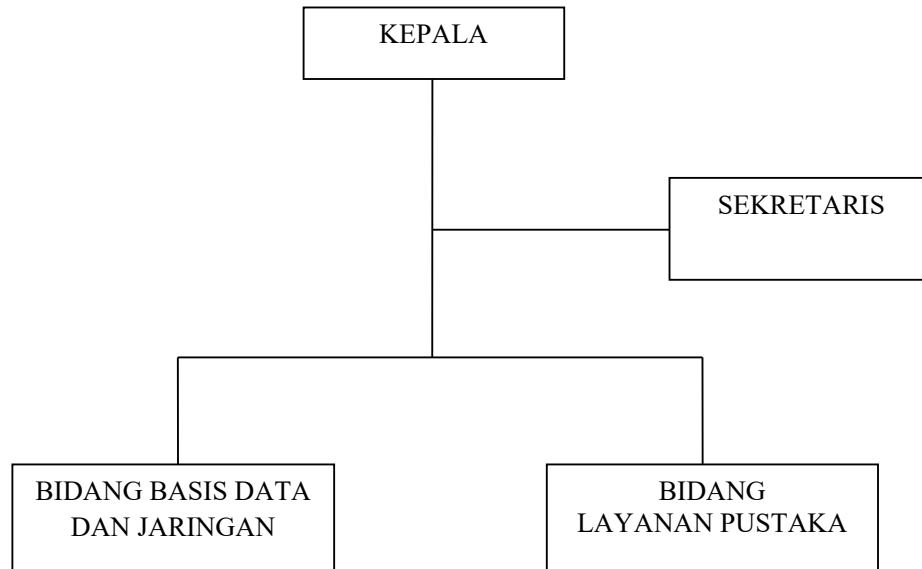 KEPALA
SEKRETARIS
BIDANG BASIS DATA
DAN JARINGAN
BIDANG
LAYANAN PUSTAKA